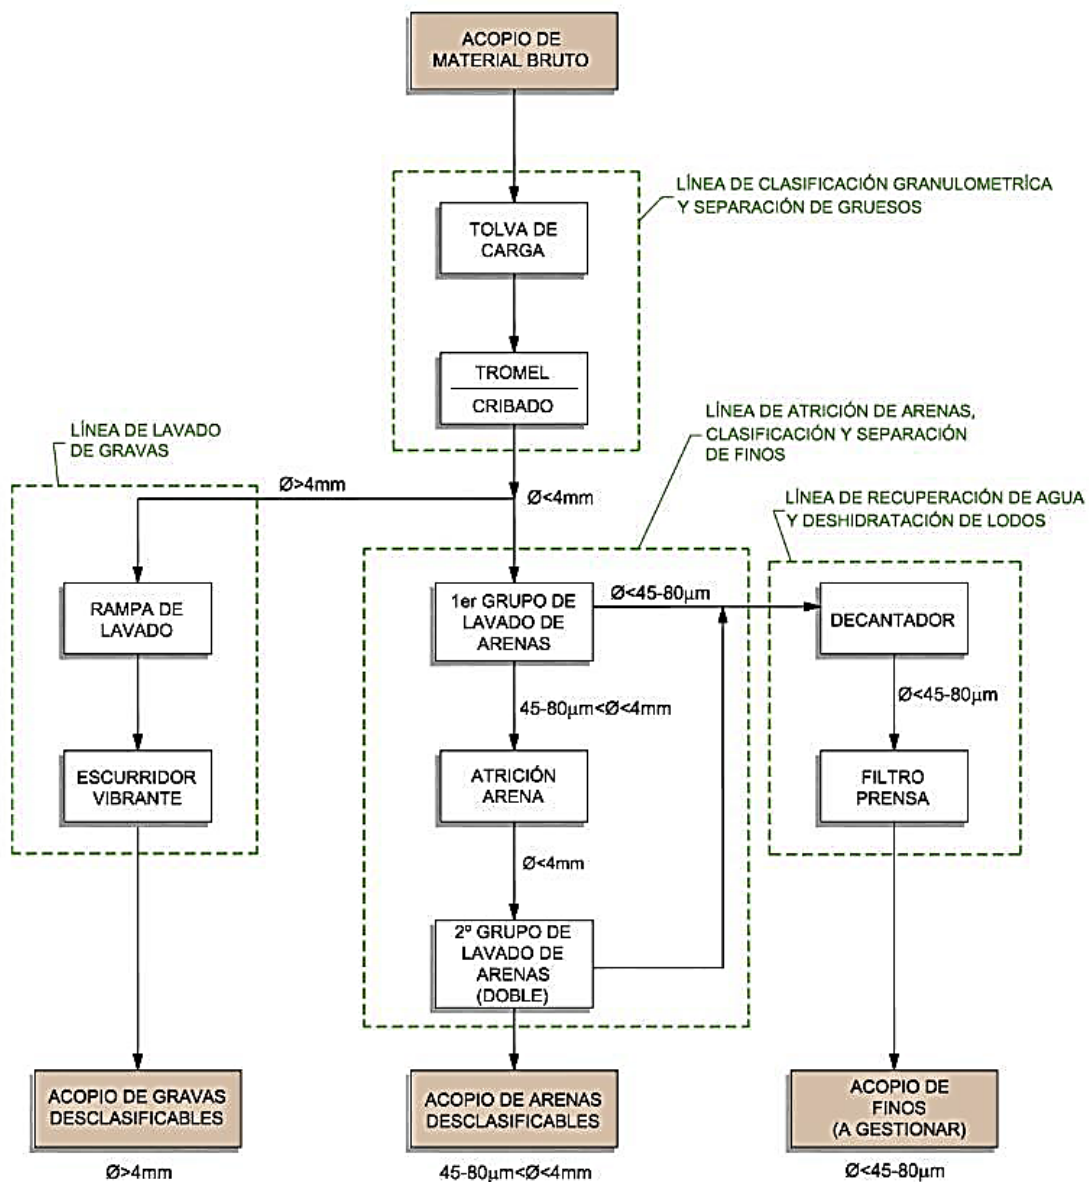 ACOPIO DE
MATERIAL BRUTO
LÍNEA DE CLASIFICACIÓN GRANULOMETRÍCA
Y SEPARACIÓN DE GRUESOS
TOLVA DE
CARGA
TROMEL
CRIBADO
LÍNEA DE ATRICIÓN DE ARENAS,
CLASIFICACIÓN Y SEPARACIÓN
DE FINOS
LÍNEA DE LAVADO
DE GRAVAS
Ø>4mm
Ø<4mm
LÍNEA DE RECUPERACIÓN DE AGUA
Y DESHIDRATACIÓN DE LODOS
RAMPA DE
LAVADO
1er GRUPO DE
LAVADO DE
ARENAS
Ø<45-80µm
DECANTADOR
45-80µm<Ø<4mm
Ø<45-80µm
ESCURRIDOR
VIBRANTE
ATRICIÓN
ARENA
FILTRO
PRENSA
Ø<4mm
2º GRUPO DE
LAVADO DE
ARENAS
(DOBLE)
ACOPIO DE GRAVAS
DESCLASIFICABLES
ACOPIO DE ARENAS
DESCLASIFICABLES
ACOPIO DE
FINOS
(A GESTIONAR)
Ø>4mm
45-80µm<Ø<4mm
Ø<45-80µm